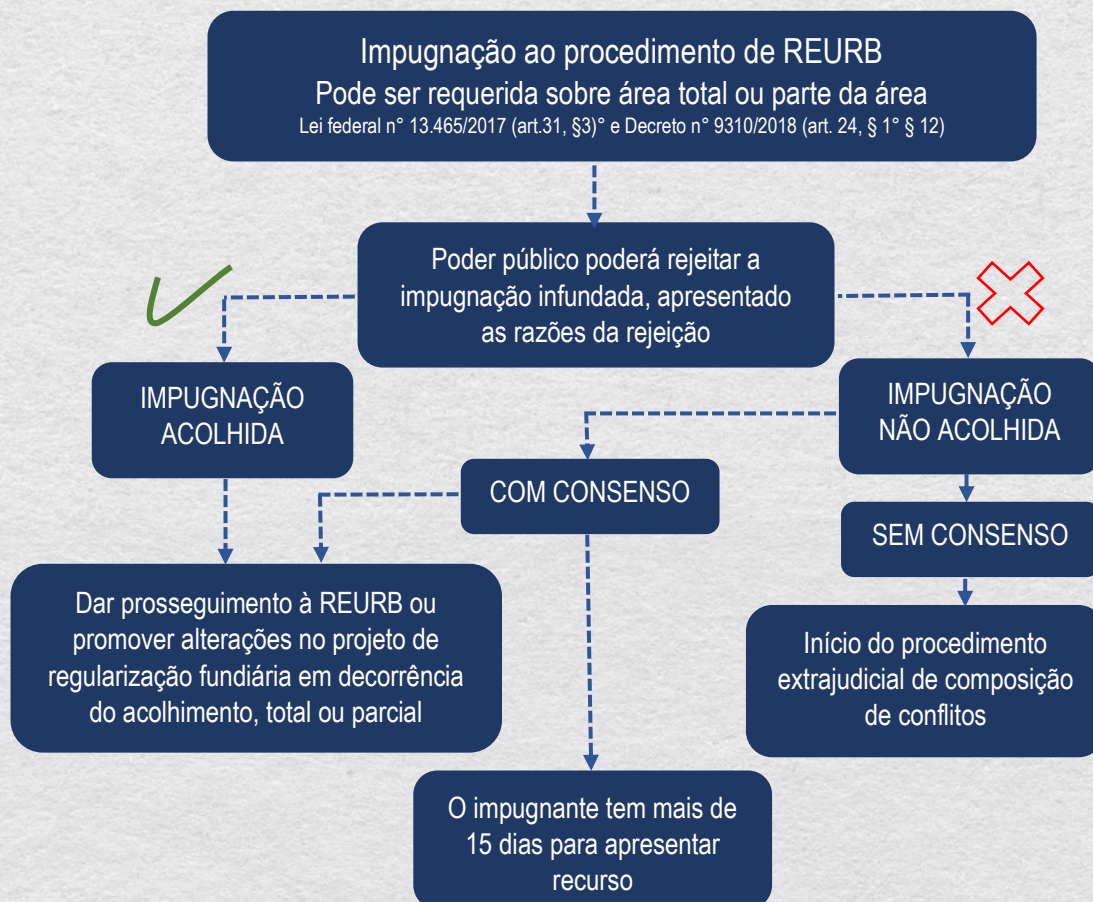 Impugnação ao procedimento de REURB
Pode ser requerida sobre área total ou parte da área
Lei federal n° 13.465/2017 (art.31, §3)° e Decreto n° 9310/2018 (art. 24, § 1° § 12)
Poder público poderá rejeitar a
impugnação infundada, apresentado
as razões da rejeição
IMPUGNAÇÃO
ACOLHIDA
IMPUGNAÇÃO
NÃO ACOLHIDA
COM CONSENSO
SEM CONSENSO
Dar prosseguimento à REURB ou
promover alterações no projeto de
regularização fundiária em decorrência
do acolhimento, total ou parcial
Início do procedimento
extrajudicial de composição
de conflitos
O impugnante tem mais de
15 dias para apresentar
recurso